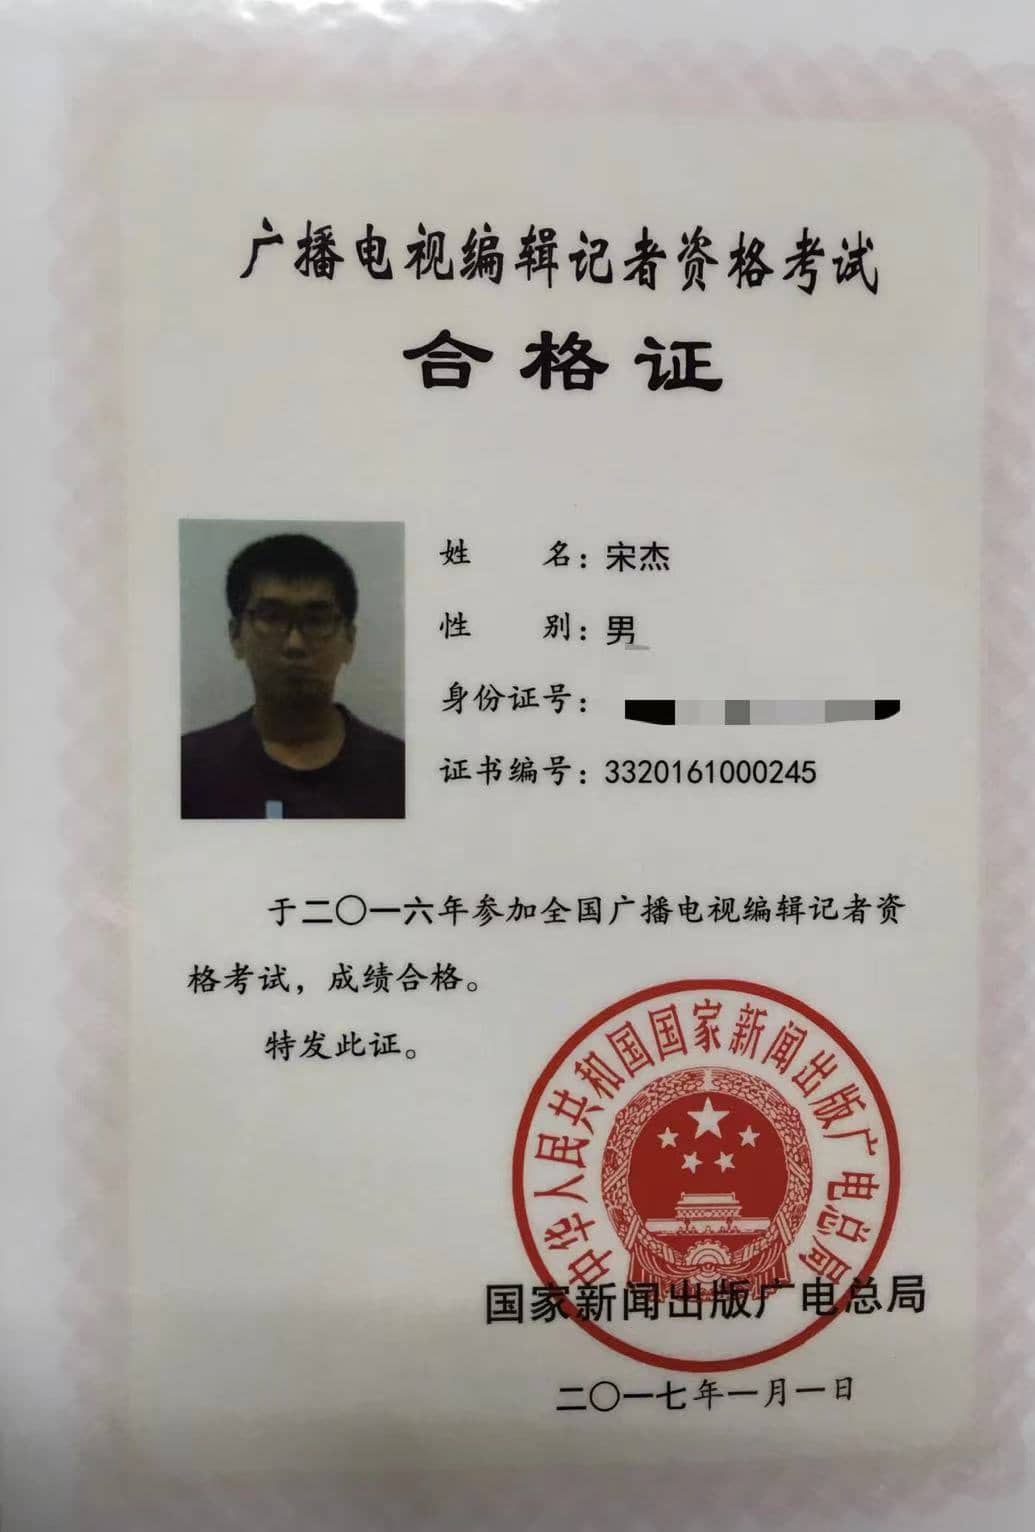 广播电视编辑记者资格考试
合格证
姓 名：宋杰
性 别：男
身份证号：
证书编号：3320161000245
于二〇一六年参加全国广播电视编辑记者资
格考试，成绩合格。
特发此证。
中华人民共和国国家新闻出版广电总局
国家新闻出版广电总局
二〇一七年一月一日